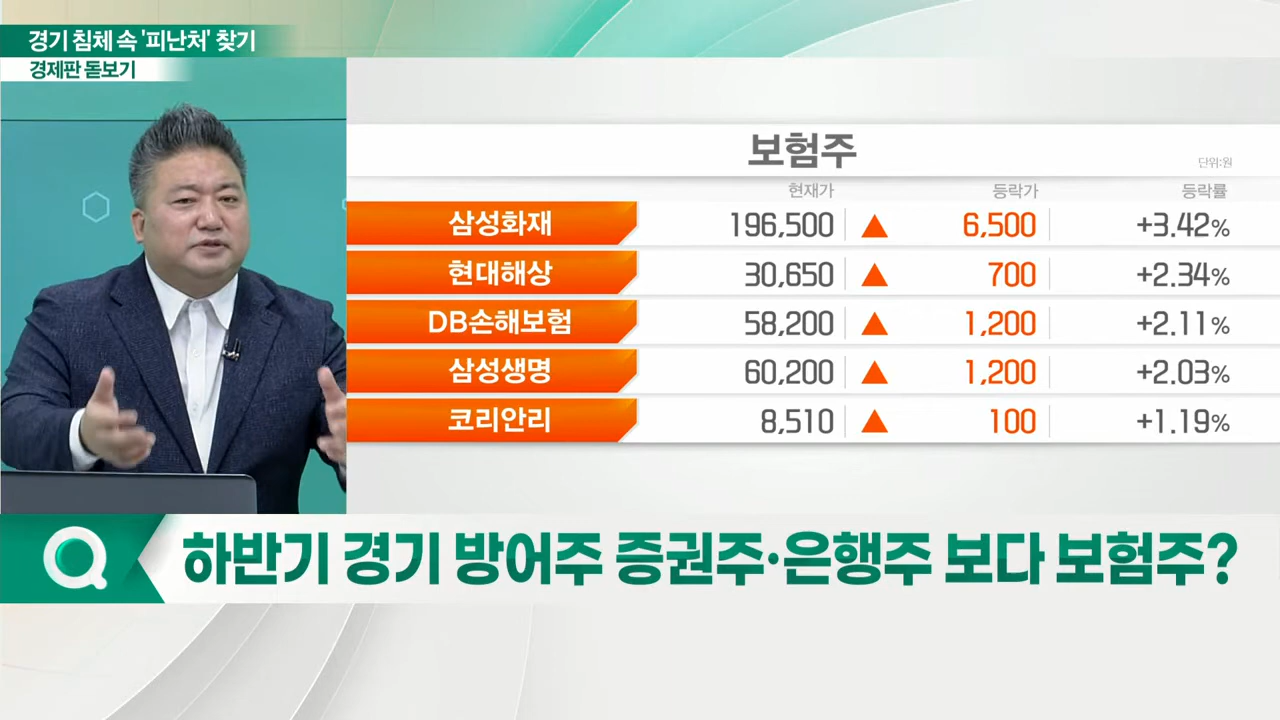 경기 침체 속 '피난처' 찾기
경제판 돋보기
보험주
단위:원
현재가 등락가 등락률
삼성화재 196,500 ▲ 6,500 +3.42%
현대해상 30,650 ▲ 700 +2.34%
DB손해보험 58,200 ▲ 1,200 +2.11%
삼성생명 60,200 ▲ 1,200 +2.03%
코리안리 8,510 ▲ 100 +1.19%
Q 하반기 경기 방어주 증권주·은행주 보다 보험주?